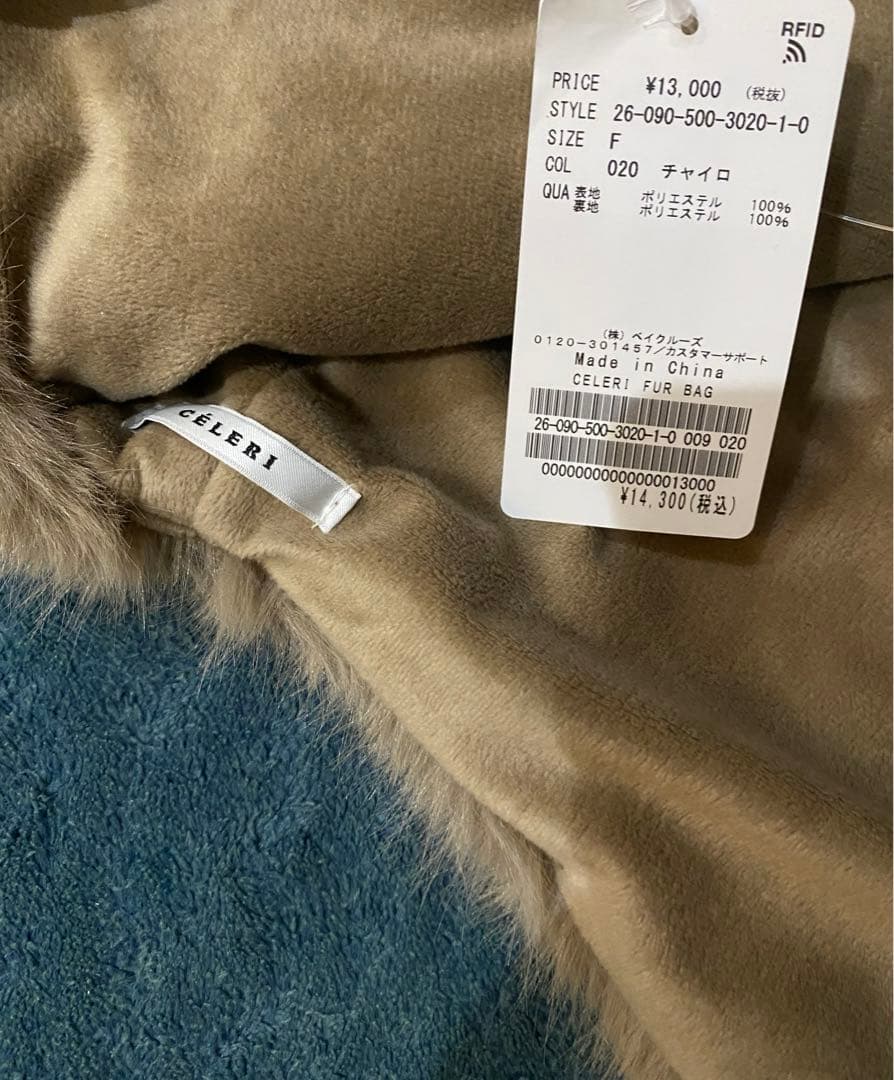 RFID
PRICE ¥13,000 (税抜)
STYLE 26-090-500-3020-1-0
SIZE F
COL 020 チャイロ
QUA 表地 ポリエステル 100%
裏地 ポリエステル 100%
(株) ベイクルーズ
0120-301457/カスタマーサポート
Made in China
CELERI FUR BAG
26-090-500-3020-1-0 009 020
00000000000000013000
¥14,300(税込)
CÉLERI